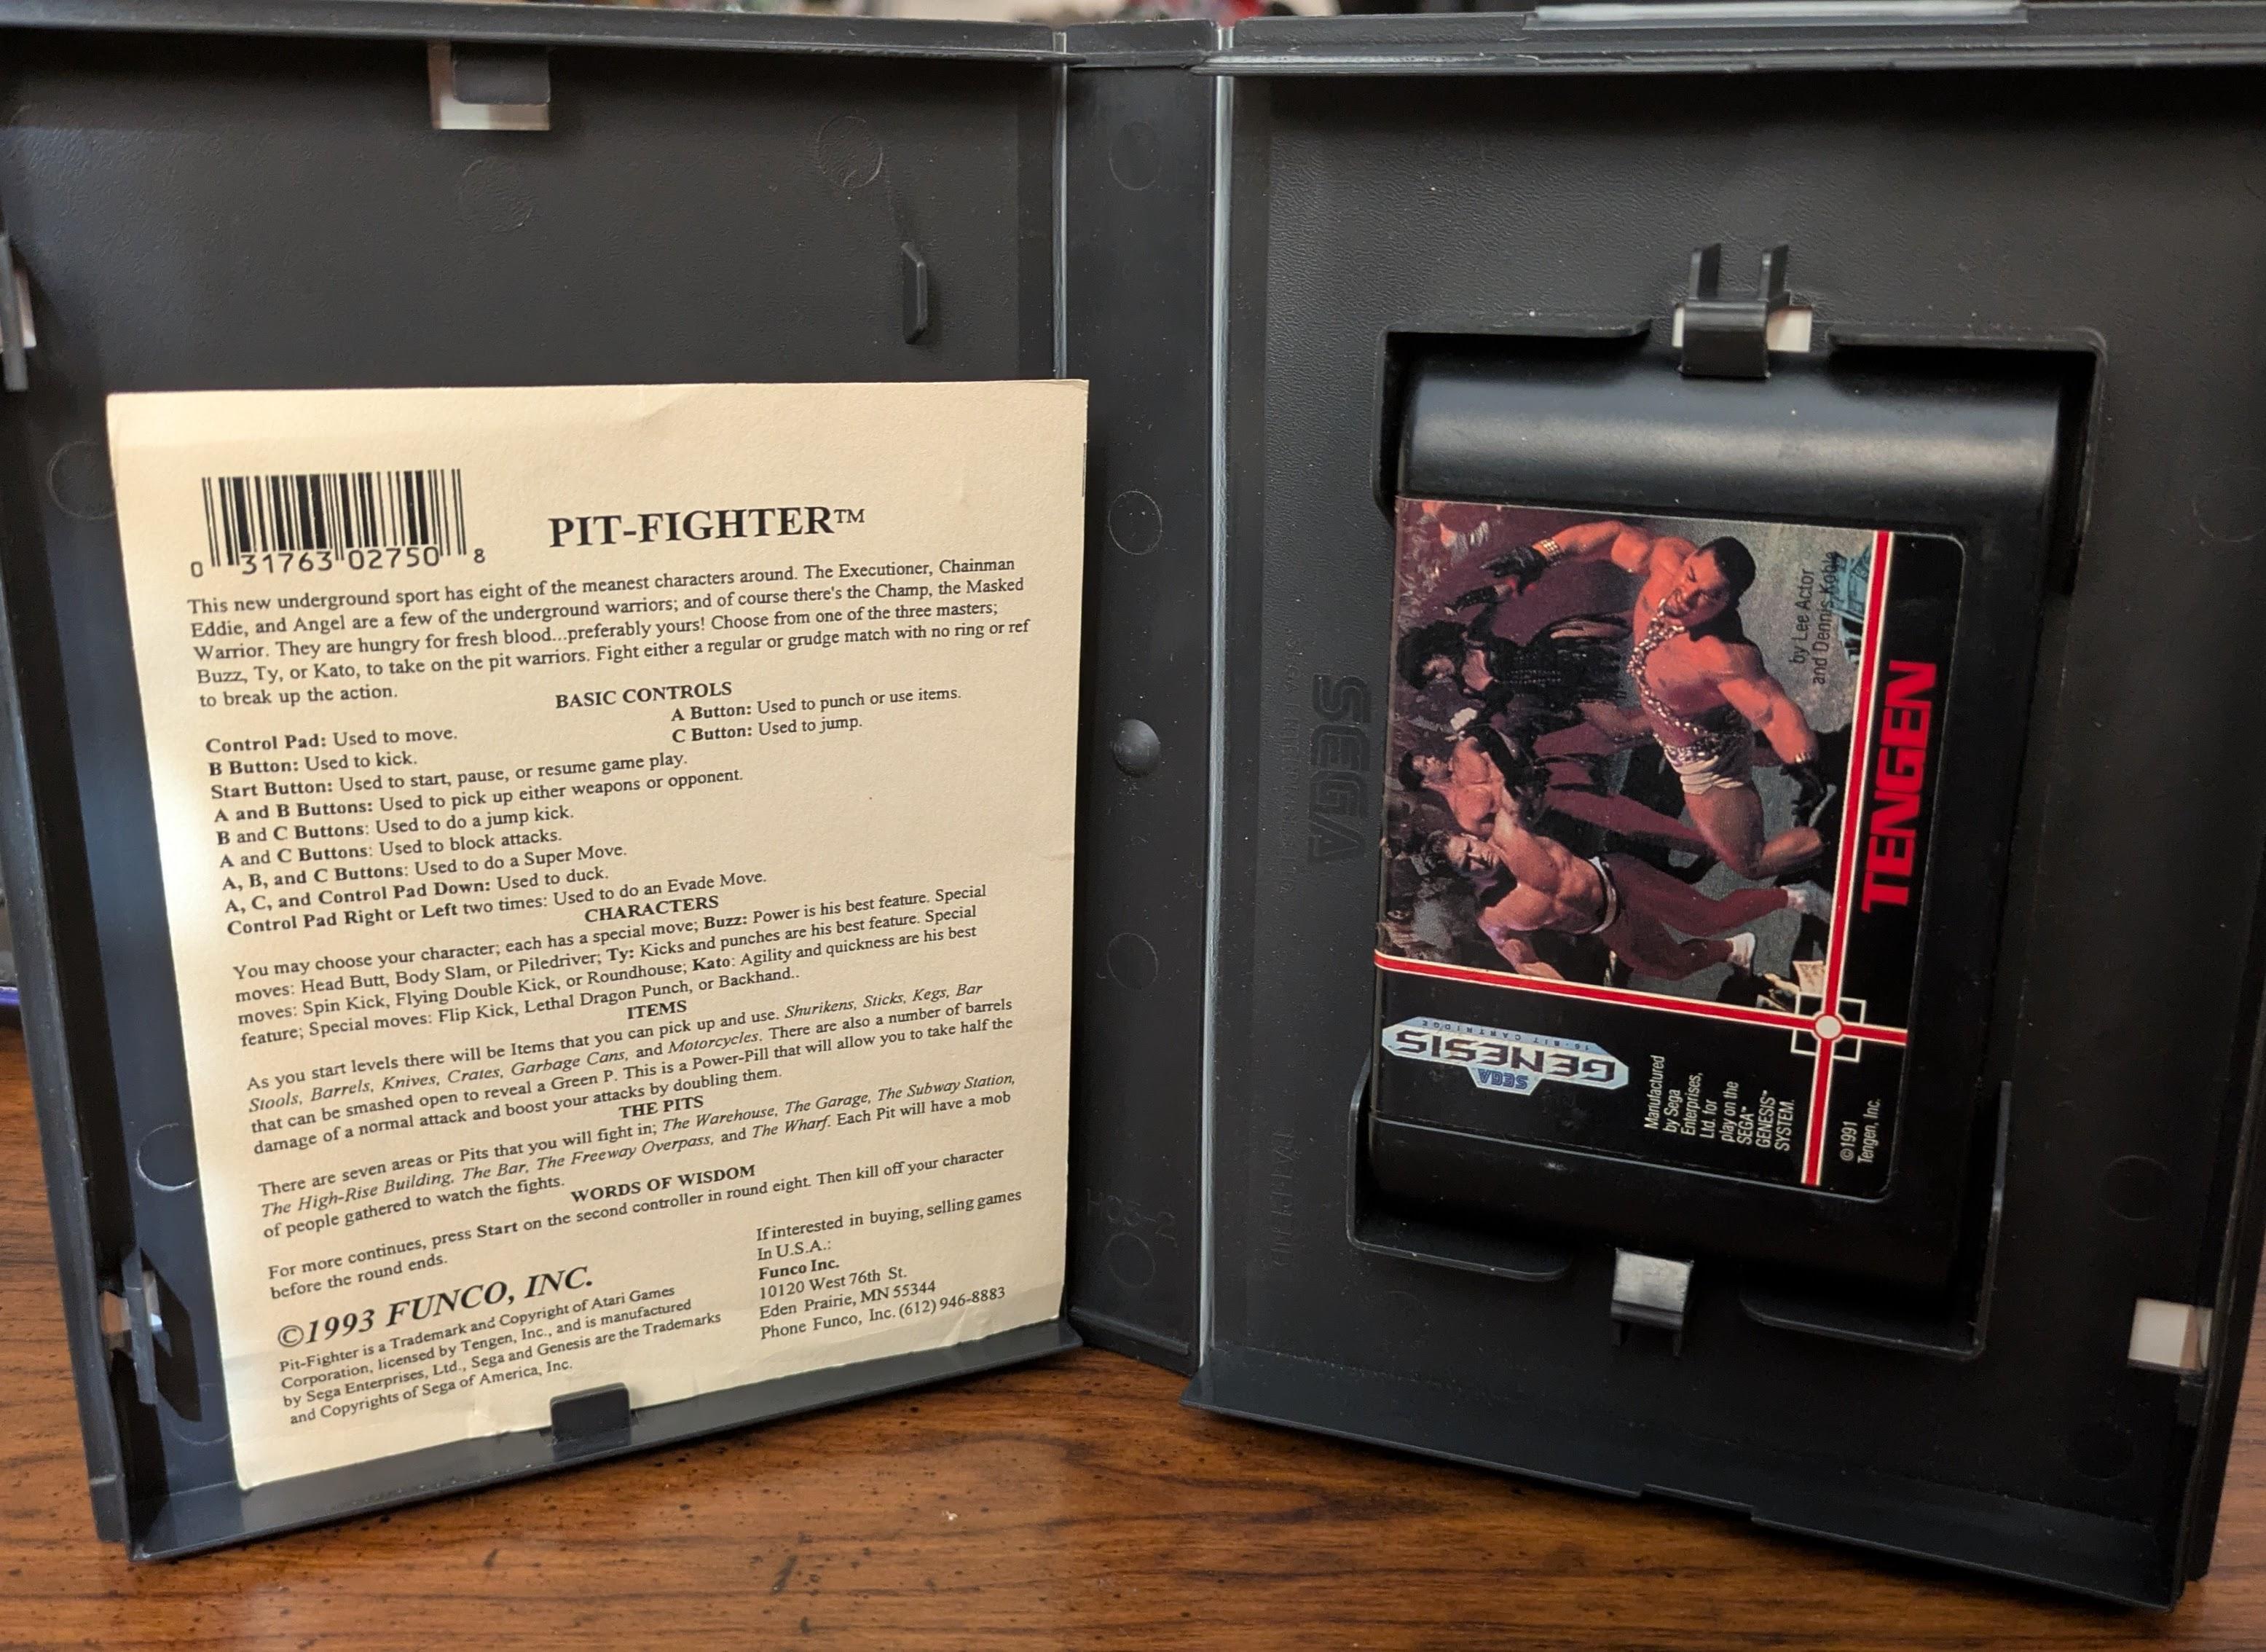 0 31763 02750 8
PIT-FIGHTER™
This new underground sport has eight of the meanest characters around. The Executioner, Chainman
Eddie, and Angel are a few of the underground warriors; and of course there's the Champ, the Masked
Warrior. They are hungry for fresh blood...preferably yours! Choose from one of the three masters;
Buzz, Ty, or Kato, to take on the pit warriors. Fight either a regular or grudge match with no ring or ref
to break up the action.
BASIC CONTROLS
Control Pad: Used to move.
A Button: Used to punch or use items.
B Button: Used to kick.
C Button: Used to jump.
Start Button: Used to start, pause, or resume game play.
A and B Buttons: Used to pick up either weapons or opponent.
B and C Buttons: Used to do a jump kick.
A and C Buttons: Used to block attacks.
A, B, and C Buttons: Used to do a Super Move.
A, C, and Control Pad Down: Used to duck.
Control Pad Right or Left two times: Used to do an Evade Move.
CHARACTERS
You may choose your character; each has a special move; Buzz: Power is his best feature. Special
moves: Head Butt, Body Slam, or Piledriver; Ty: Kicks and punches are his best feature. Special
moves: Spin Kick, Flying Double Kick, or Roundhouse; Kato: Agility and quickness are his best
feature; Special moves: Flip Kick, Lethal Dragon Punch, or Backhand..
ITEMS
As you start levels there will be Items that you can pick up and use. Shurikens, Sticks, Kegs, Bar
Stools, Barrels, Knives, Crates, Garbage Cans, and Motorcycles. There are also a number of barrels
that can be smashed open to reveal a Green P. This is a Power-Pill that will allow you to take half the
damage of a normal attack and boost your attacks by doubling them.
THE PITS
There are seven areas or Pits that you will fight in; The Warehouse, The Garage, The Subway Station,
The High-Rise Building, The Bar, The Freeway Overpass, and The Wharf. Each Pit will have a mob
of people gathered to watch the fights.
WORDS OF WISDOM
For more continues, press Start on the second controller in round eight. Then kill off your character
before the round ends.
©1993 FUNCO, INC.
Pit-Fighter is a Trademark and Copyright of Atari Games
Corporation, licensed by Tengen, Inc., and is manufactured
by Sega Enterprises, Ltd., Sega and Genesis are the Trademarks
and Copyrights of Sega of America, Inc.
If interested in buying, selling games
In U.S.A.:
Funco Inc.
10120 West 76th St.
Eden Prairie, MN 55344
Phone Funco, Inc. (612) 946-8883
SEGA
by Lee Actor
and Dennis Koble
TENGEN
SEGA
GENESIS
16-BIT CARTRIDGE
Manufactured
by Sega
Enterprises,
Ltd. for
play on the
SEGA™
GENESIS™
SYSTEM.
©1991
Tengen, Inc.